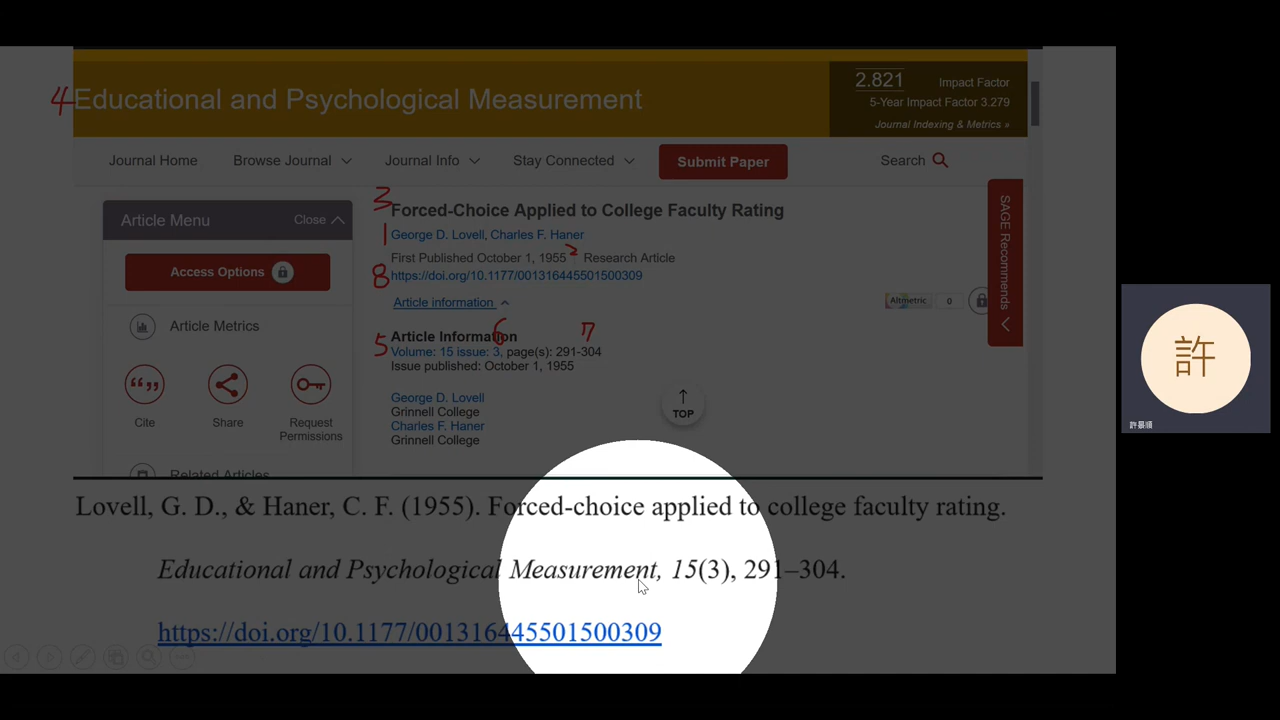 2.821 Impact Factor
4 Educational and Psychological Measurement
5-Year Impact Factor 3.279
Journal Indexing & Metrics »
Journal Home Browse Journal Journal Info Stay Connected Submit Paper Search
3 Forced-Choice Applied to College Faculty Rating
Article Menu Close
1 George D. Lovell, Charles F. Haner
First Published October 1, 1955 2 Research Article
Access Options
8 https://doi.org/10.1177/001316445501500309
SAGE Recommends
Article information
Altmetric 0
Article Metrics
6 7
Article Information
5 Volume: 15 issue: 3, page(s): 291-304
Issue published: October 1, 1955
George D. Lovell
Grinnell College
Charles F. Haner
Grinnell College
TOP
Cite Share Request Permissions
Related Articles
Lovell, G. D., & Haner, C. F. (1955). Forced-choice applied to college faculty rating.
Educational and Psychological Measurement, 15(3), 291–304.
https://doi.org/10.1177/001316445501500309
許
許景順